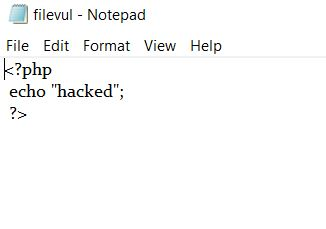 filevul - Notepad
File Edit Format View Help
<?php
echo "hacked";
?>